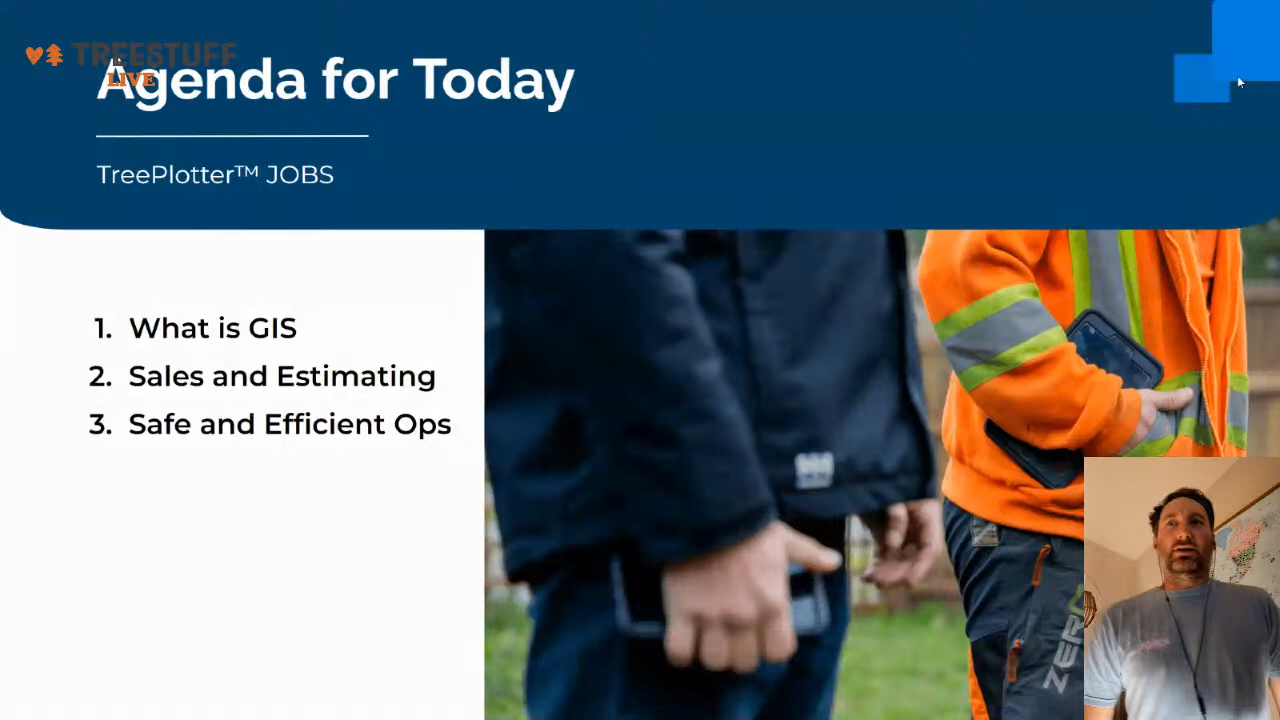 TREESTUFF
LIVE
Agenda for Today
TreePlotter™ JOBS
1. What is GIS
2. Sales and Estimating
3. Safe and Efficient Ops
ZERO